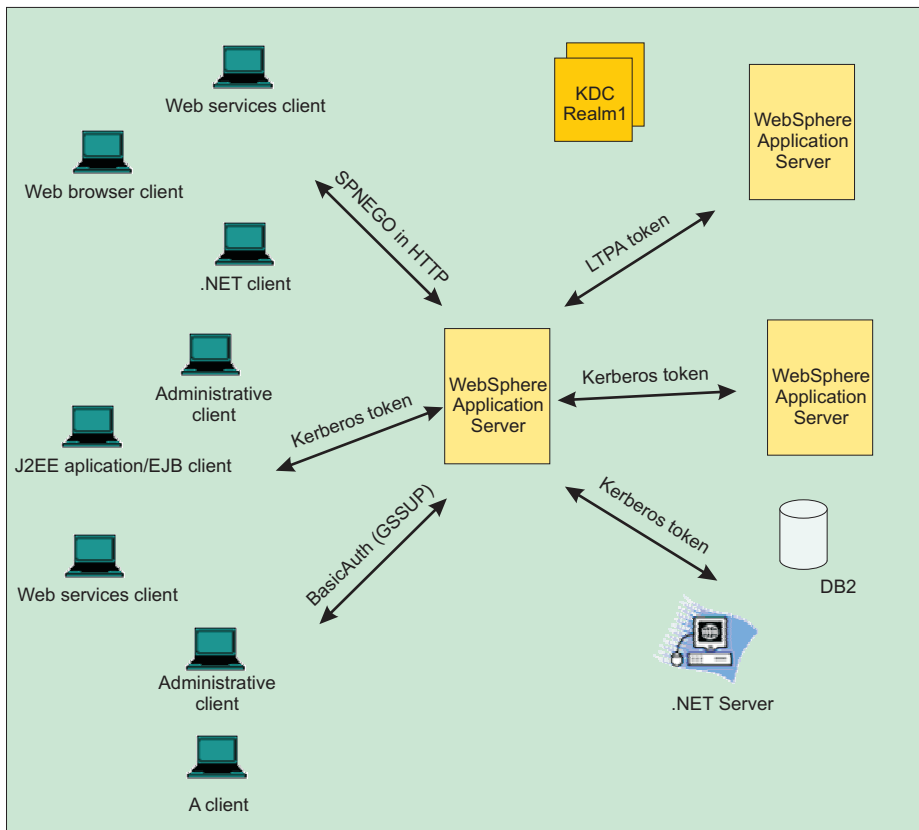 Web services client
KDC
Realm1
WebSphere
Application
Server
Web browser client
SPNEGO in HTTP
LTPA token
.NET client
Administrative
client
Kerberos token
WebSphere
Application
Server
Kerberos token
WebSphere
Application
Server
J2EE aplication/EJB client
BasicAuth (GSSUP)
Kerberos token
Web services client
DB2
Administrative
client
.NET Server
A client